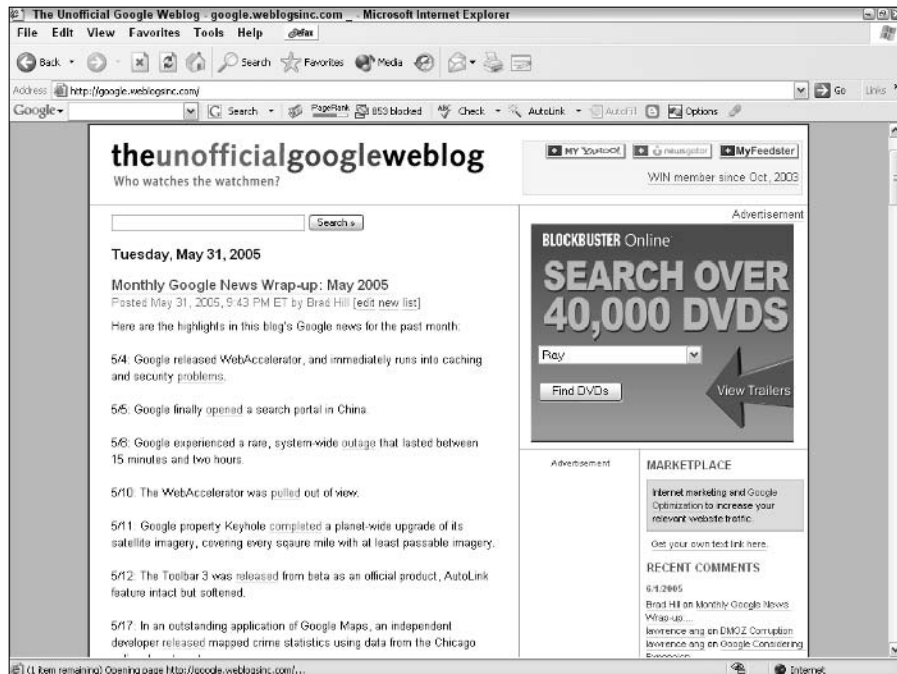 The Unofficial Google Weblog - google.weblogsinc.com _ - Microsoft Internet Explorer
File Edit View Favorites Tools Help
Back Search Favorites Media
Address http://google.weblogsinc.com/ Go Links
Google Search PageRank 853 blocked Check AutoLink AutoFill Options
theunofficialgoogleweblog
Who watches the watchmen?
MY YAHOO! newsgator MyFeedster
WIN member since Oct, 2003
Search »
Tuesday, May 31, 2005
Monthly Google News Wrap-up: May 2005
Posted May 31, 2005, 9:43 PM ET by Brad Hill [edit new list]
Here are the highlights in this blog's Google news for the past month:
5/4: Google released WebAccelerator, and immediately runs into caching
and security problems.
5/5: Google finally opened a search portal in China.
5/8: Google experienced a rare, system-wide outage that lasted between
15 minutes and two hours.
5/10: The WebAccelerator was pulled out of view.
5/11: Google property Keyhole completed a planet-wide upgrade of its
satellite imagery, covering every sqaure mile with at least passable imagery.
5/12: The Toolbar 3 was released from beta as an official product, AutoLink
feature intact but softened.
5/17: In an outstanding application of Google Maps, an independent
developer released mapped crime statistics using data from the Chicago
Advertisement
BLOCKBUSTER Online
SEARCH OVER
40,000 DVDS
Ray
Find DVDs
View Trailers
Advertisement
MARKETPLACE
Internet marketing and Google
Optimization to increase your
relevant website traffic.
Get your own text link here.
RECENT COMMENTS
6/1/2005
Brad Hill on Monthly Google News
Wrap-up....
lawrence ang on DMOZ Corruption
lawrence ang on Google Considering
Expansion
(1 item remaining) Opening page http://google.weblogsinc.com/...
Internet